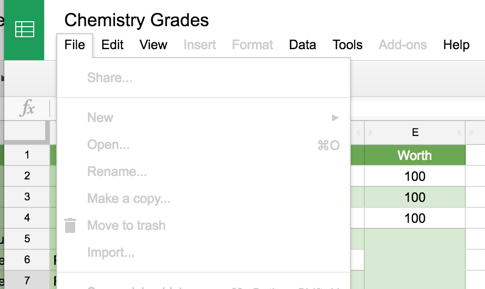 Chemistry Grades
File Edit View Insert Format Data Tools Add-ons Help
Share...
New
Open... ⌘O
Rename...
Make a copy...
Move to trash
Import...
fx
E
1 Worth
2 100
3 100
4 100
5
6
7